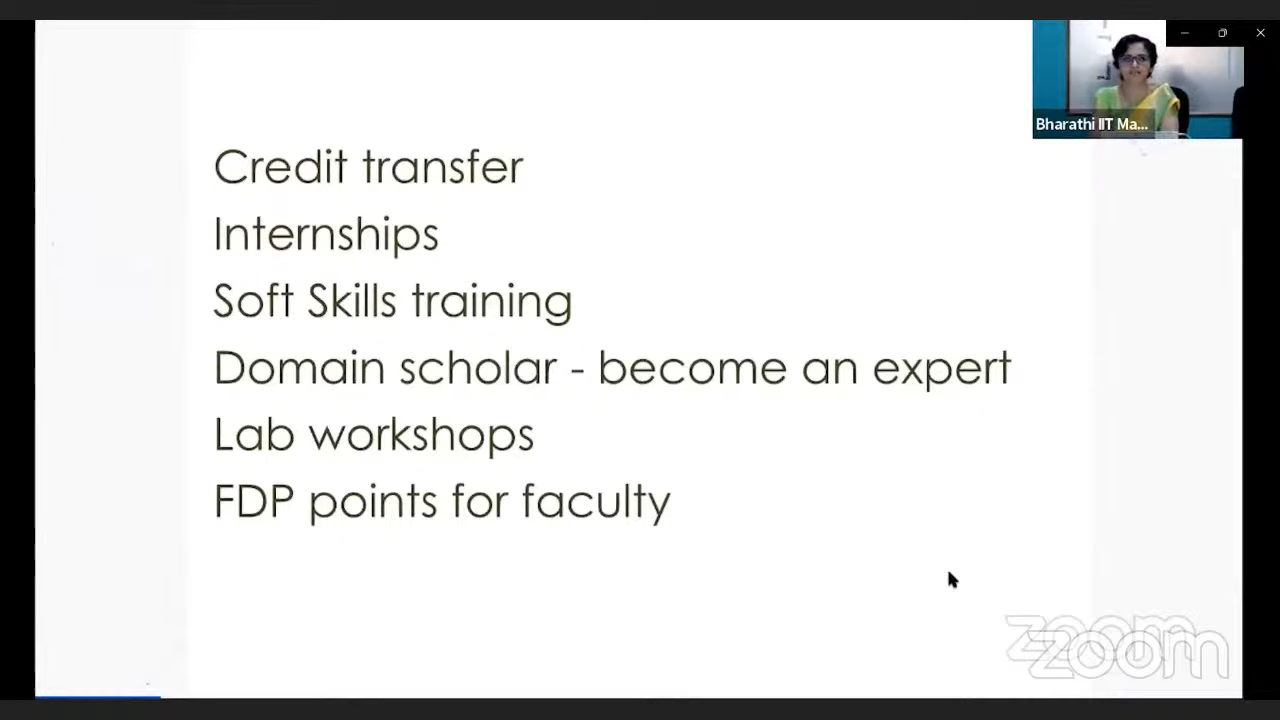 Bharathi IIT Ma...
Credit transfer
Internships
Soft Skills training
Domain scholar - become an expert
Lab workshops
FDP points for faculty
zoom
zoom